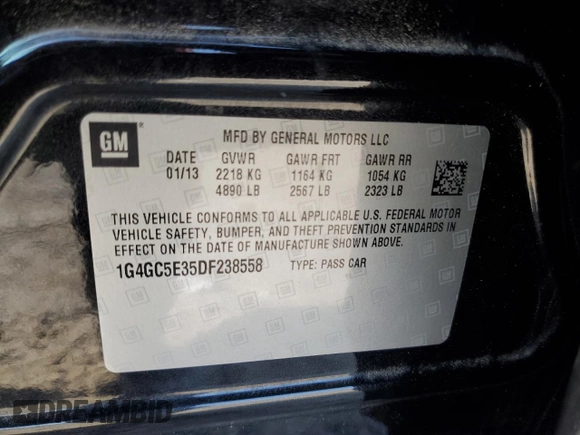 GM
MFD BY GENERAL MOTORS LLC
DATE GVWR GAWR FRT GAWR RR
01/13 2218 KG 1164 KG 1054 KG
4890 LB 2567 LB 2323 LB
THIS VEHICLE CONFORMS TO ALL APPLICABLE U.S. FEDERAL MOTOR
VEHICLE SAFETY, BUMPER, AND THEFT PREVENTION STANDARDS IN
EFFECT ON THE DATE OF MANUFACTURE SHOWN ABOVE.
1G4GC5E35DF238558 TYPE: PASS CAR
DREAMBID